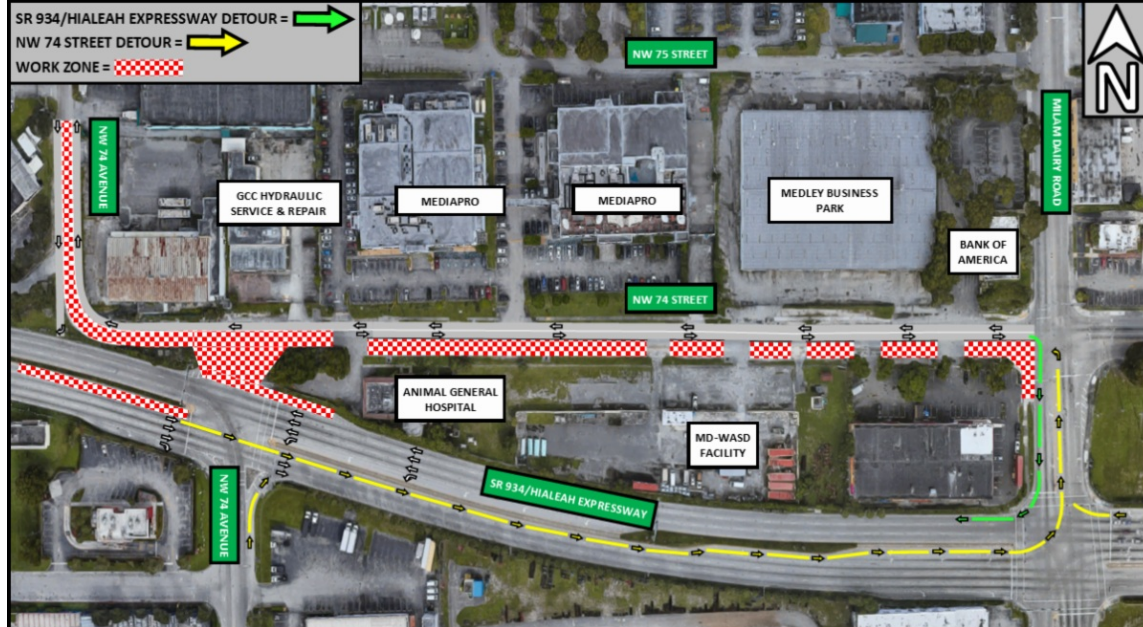 SR 934/HIALEAH EXPRESSWAY DETOUR =
NW 74 STREET DETOUR =
WORK ZONE =
N
NW 75 STREET
NW 74 AVENUE
MILAM DAIRY ROAD
GCC HYDRAULIC
SERVICE & REPAIR
MEDIAPRO
MEDIAPRO
MEDLEY BUSINESS
PARK
BANK OF
AMERICA
NW 74 STREET
ANIMAL GENERAL
HOSPITAL
MD-WASD
FACILITY
SR 934/HIALEAH EXPRESSWAY
NW 74 AVENUE